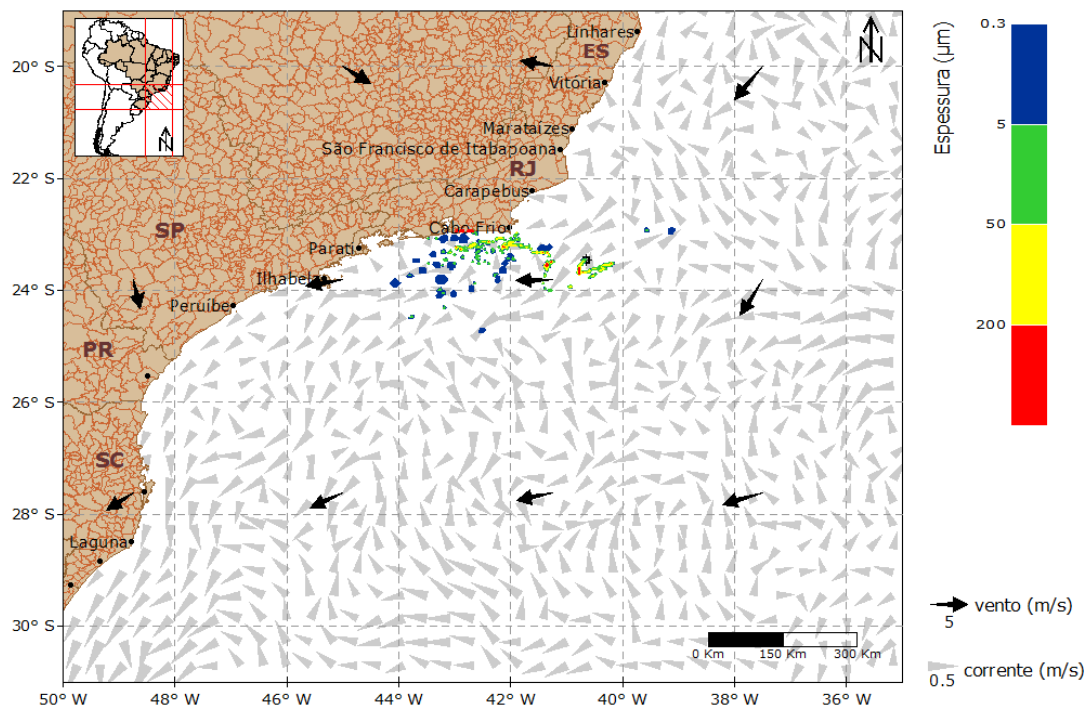 Linhares
ES
20° S
Vitória
Marataízes
São Francisco de Itabapoana
RJ
22° S
Carapebus
SP
Cabo Frio
Parati
Ilhabela
24° S
Peruíbe
PR
26° S
SC
28° S
Laguna
30° S
0 Km 150 Km 300 Km
50° W 48° W 46° W 44° W 42° W 40° W 38° W 36° W
N
N
Espessura (µm)
0.3
5
50
200
vento (m/s)
5
corrente (m/s)
0.5